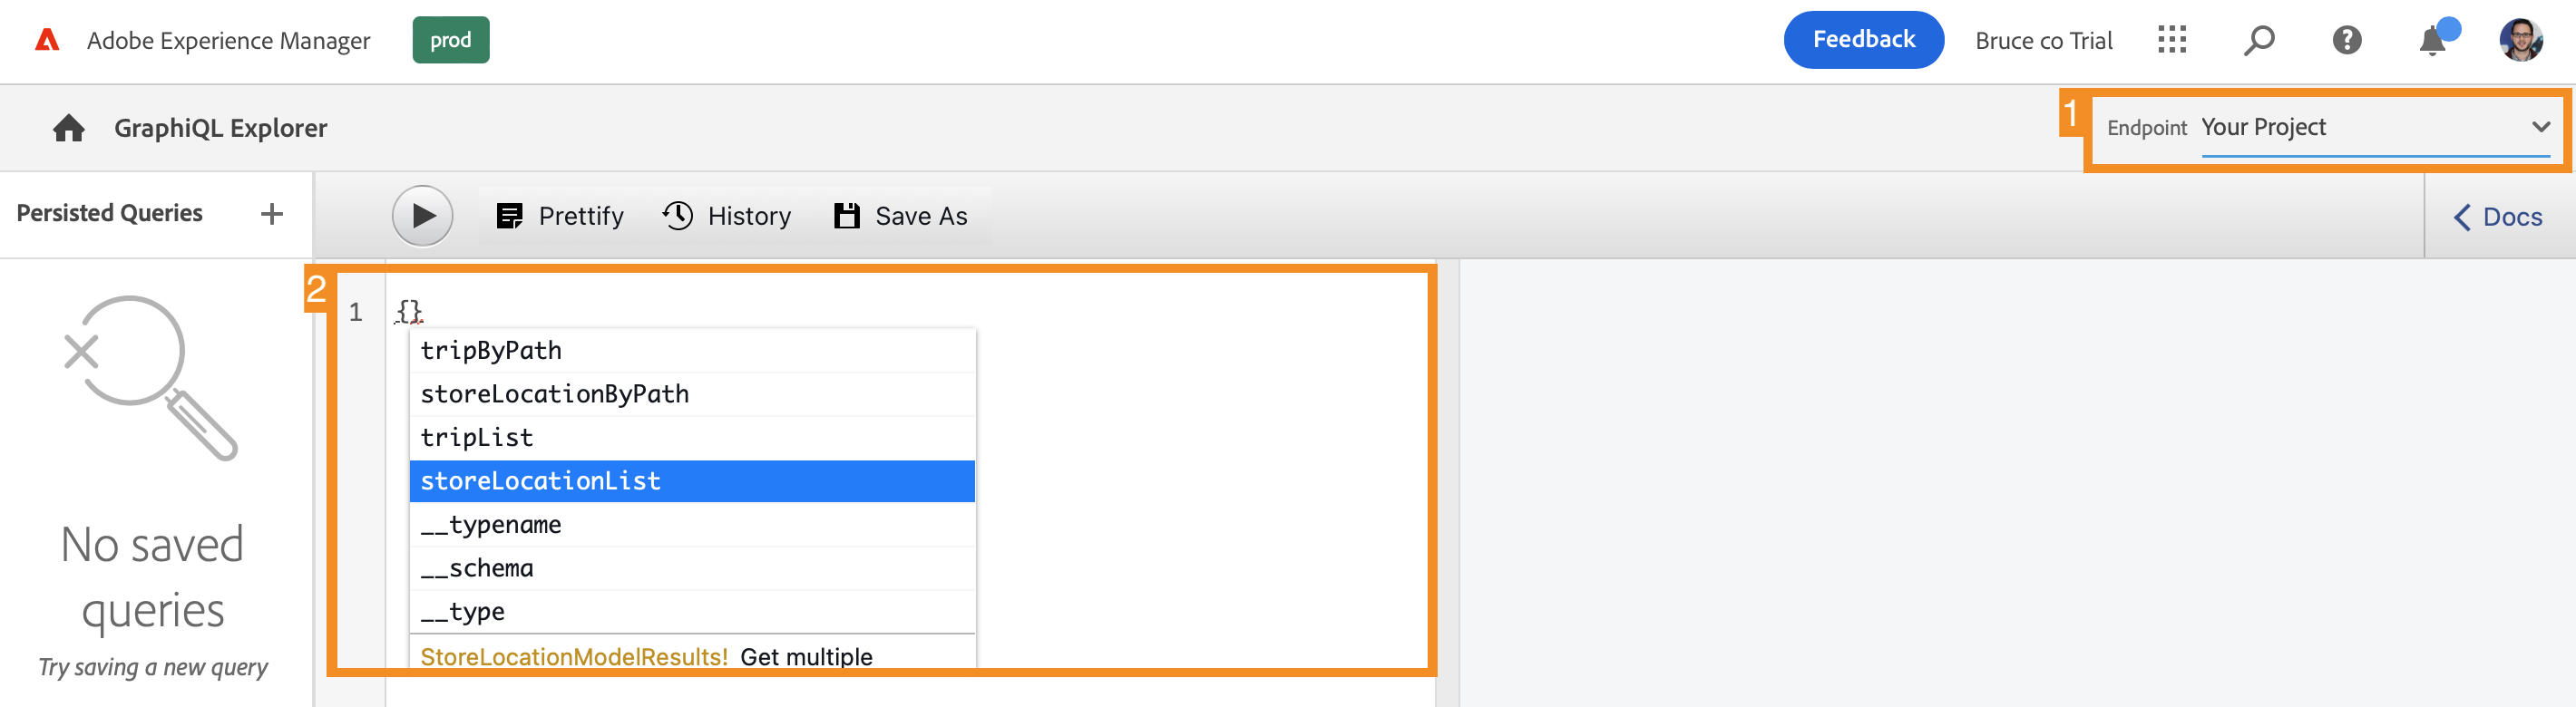 Adobe Experience Manager prod Feedback Bruce co Trial
GraphiQL Explorer 1 Endpoint Your Project
Persisted Queries + Prettify History Save As Docs
2
1 {}
tripByPath
storeLocationByPath
tripList
storeLocationList
__typename
__schema
__type
StoreLocationModelResults! Get multiple
No saved
queries
Try saving a new query